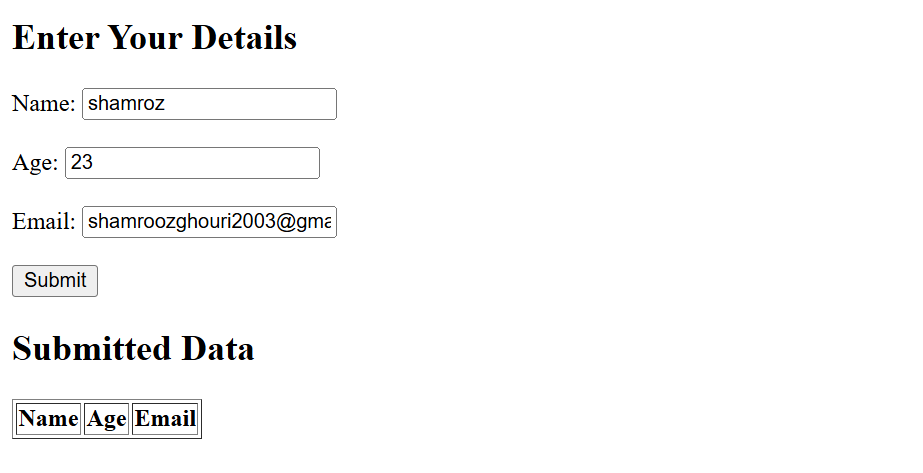 Enter Your Details
Name: shamroz
Age: 23
Email: shamroozghouri2003@gma
Submit
Submitted Data
Name Age Email